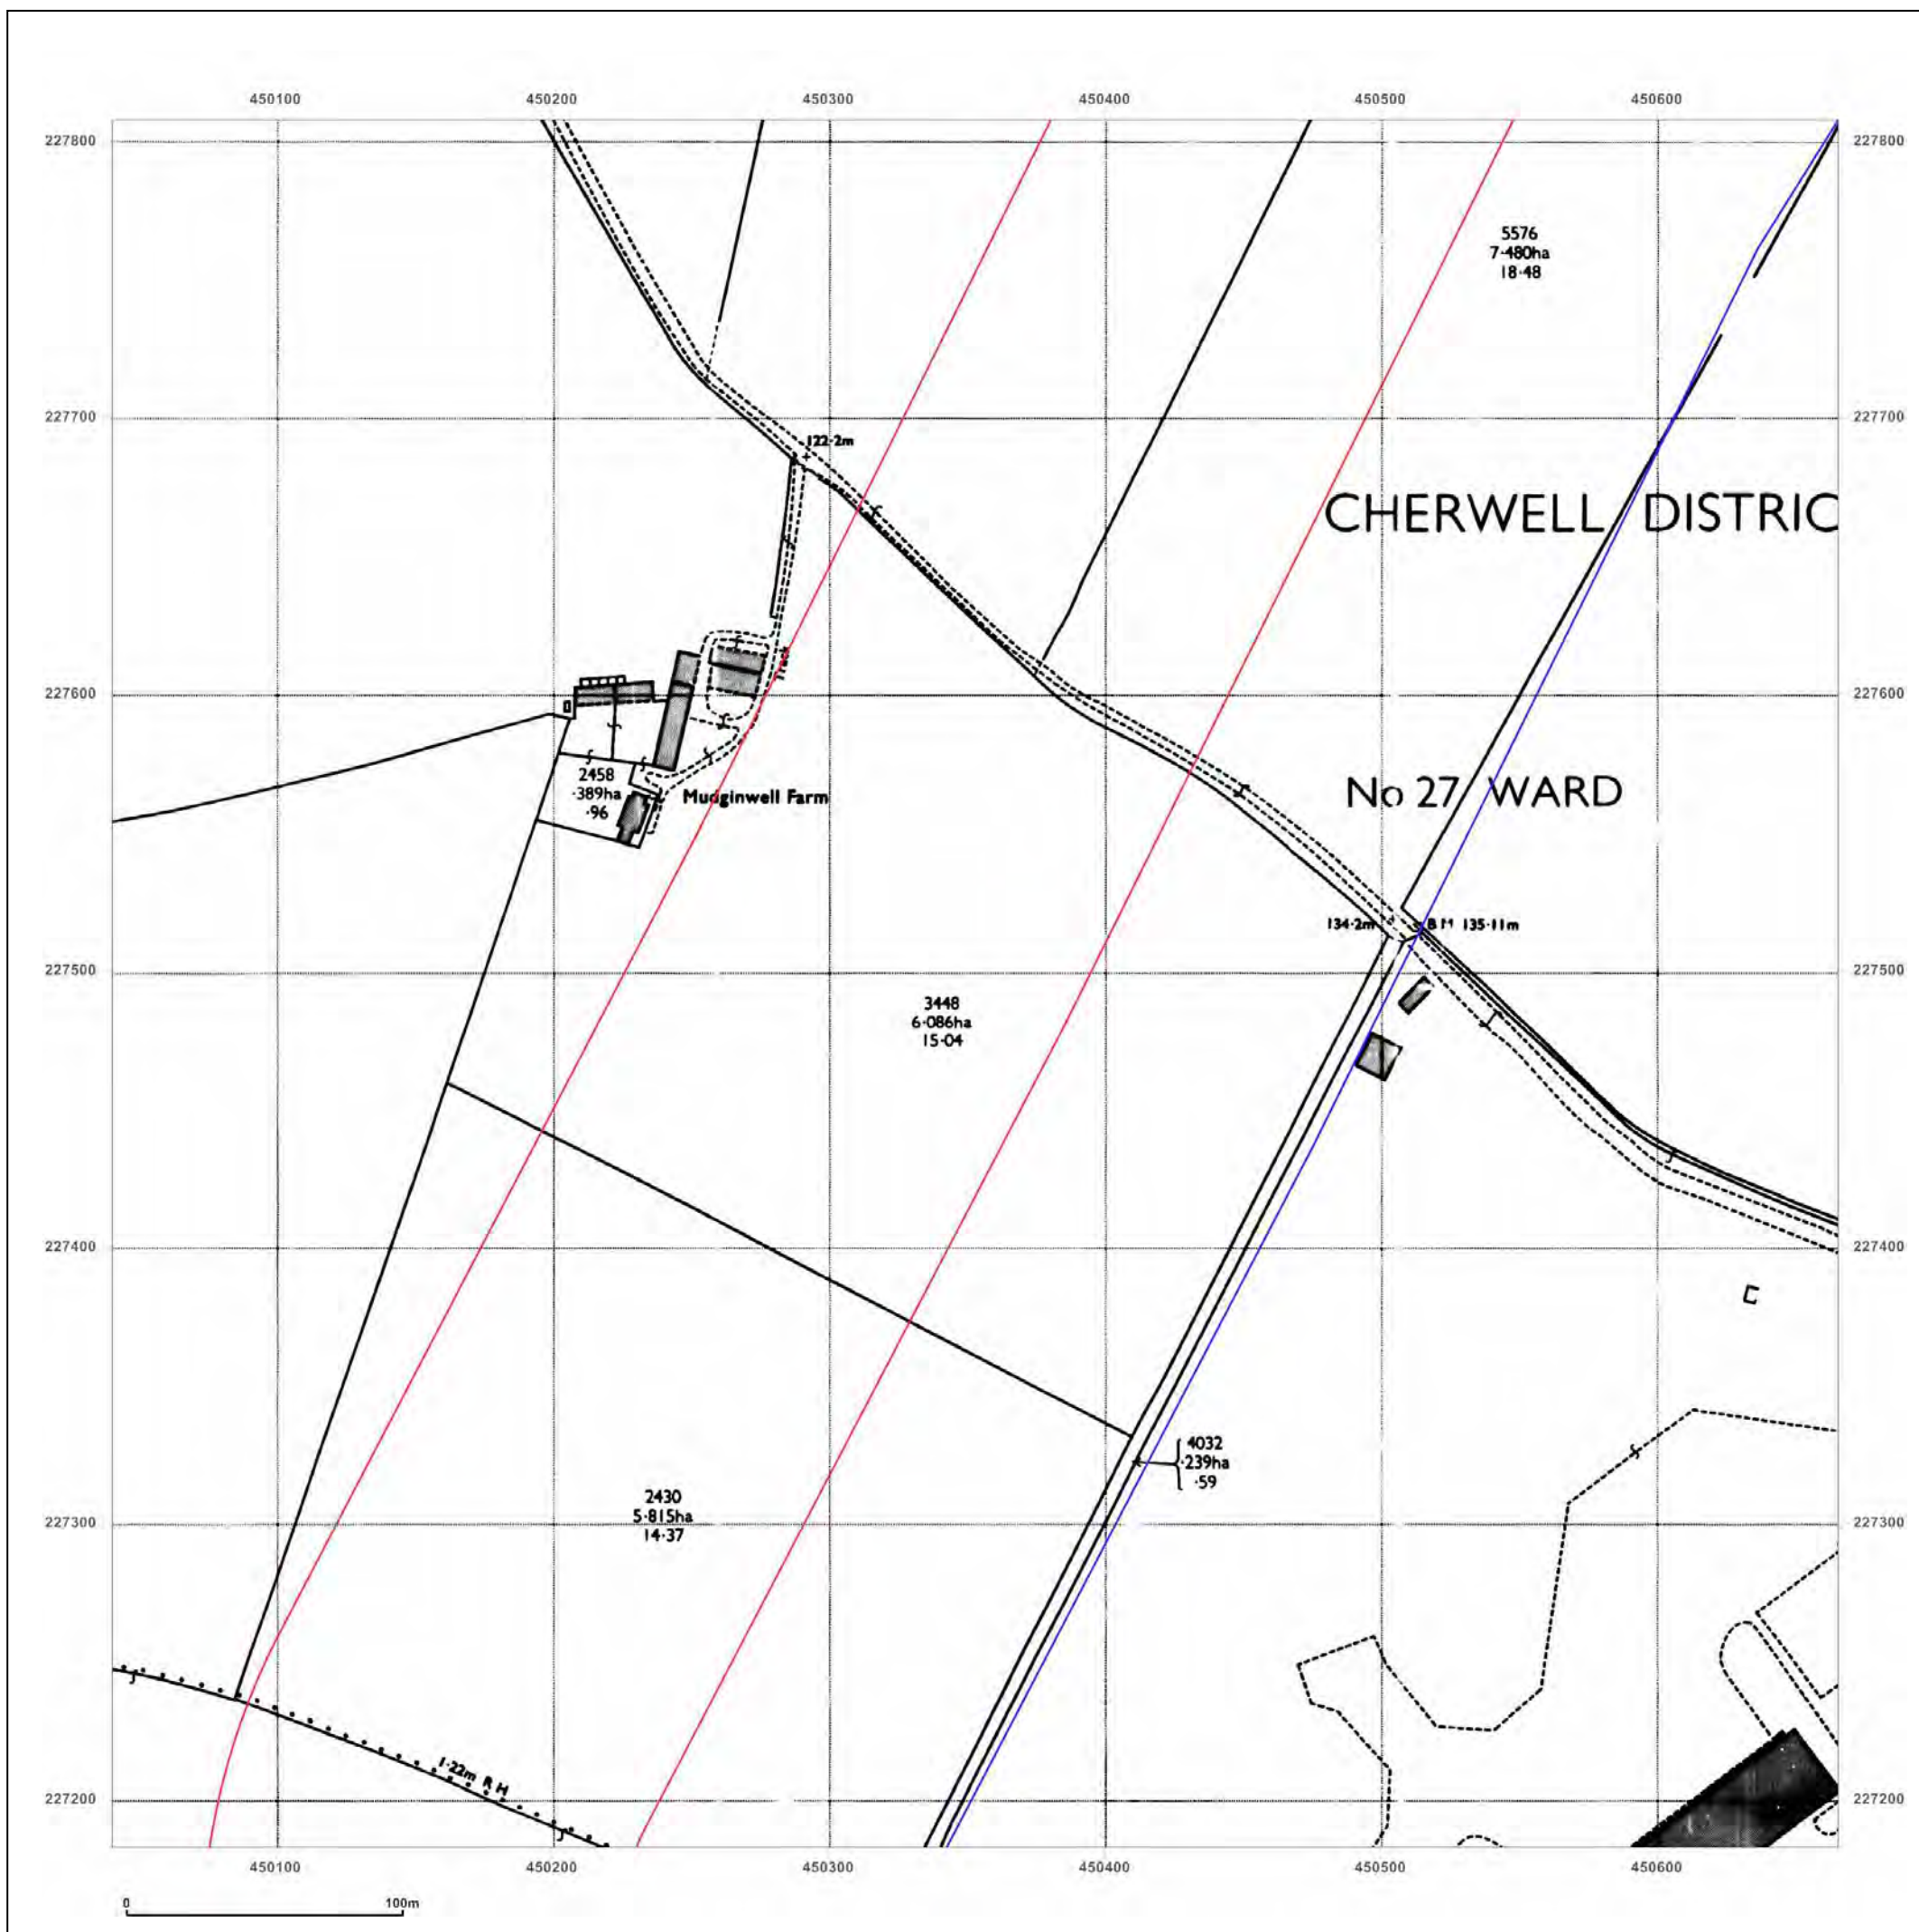 450100 450200 450300 450400 450500 450600
227800 227800
5576
7·480ha
18·48
227700 227700
122·2m
CHERWELL DISTRIC
227600 227600
2458
·389ha
·96
Mudginwell Farm
No 27 WARD
134·2m
BM 135·11m
227500 227500
3448
6·086ha
15·04
227400 227400
4032
·239ha
·59
2430
5·815ha
14·37
227300 227300
1·22m R H
227200 227200
450100 450200 450300 450400 450500 450600
0 100m